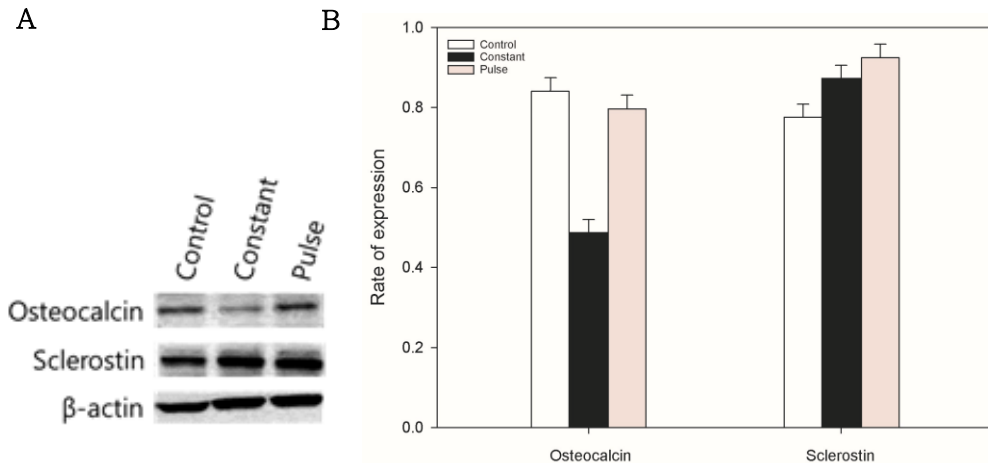 A
Control
Constant
Pulse
Osteocalcin
Sclerostin
β-actin
B
Control
Constant
Pulse
Rate of expression
1.0
0.8
0.6
0.4
0.2
0.0
Osteocalcin
Sclerostin